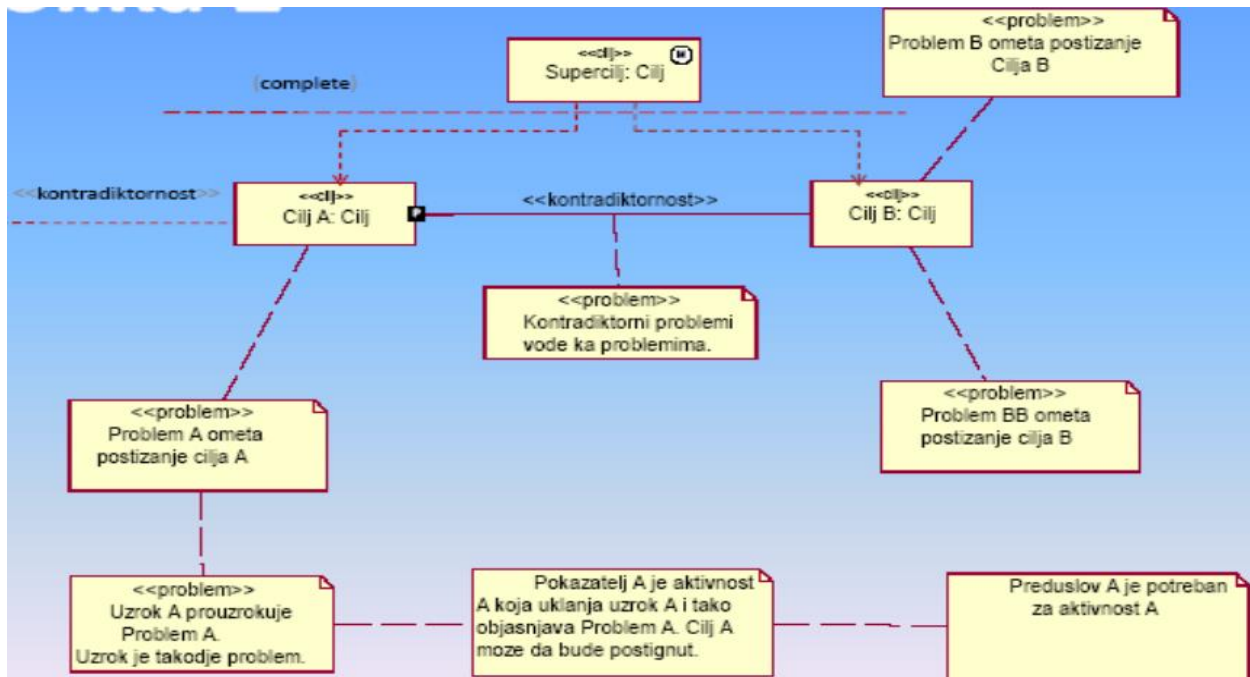 <<problem>>
Problem B ometa postizanje
Cilja B
<<cilj>>
Supercilj: Cilj
{complete}
<<kontradiktornost>>
<<cilj>>
Cilj A: Cilj
<<kontradiktornost>>
<<cilj>>
Cilj B: Cilj
<<problem>>
Kontradiktorni problemi
vode ka problemima.
<<problem>>
Problem A ometa
postizanje cilja A
<<problem>>
Problem BB ometa
postizanje cilja B
<<problem>>
Uzrok A prouzrokuje
Problem A.
Uzrok je takodje problem.
Pokazatelj A je aktivnost
A koja uklanja uzrok A i tako
objasnjava Problem A. Cilj A
moze da bude postignut.
Preduslov A je potreban
za aktivnost A